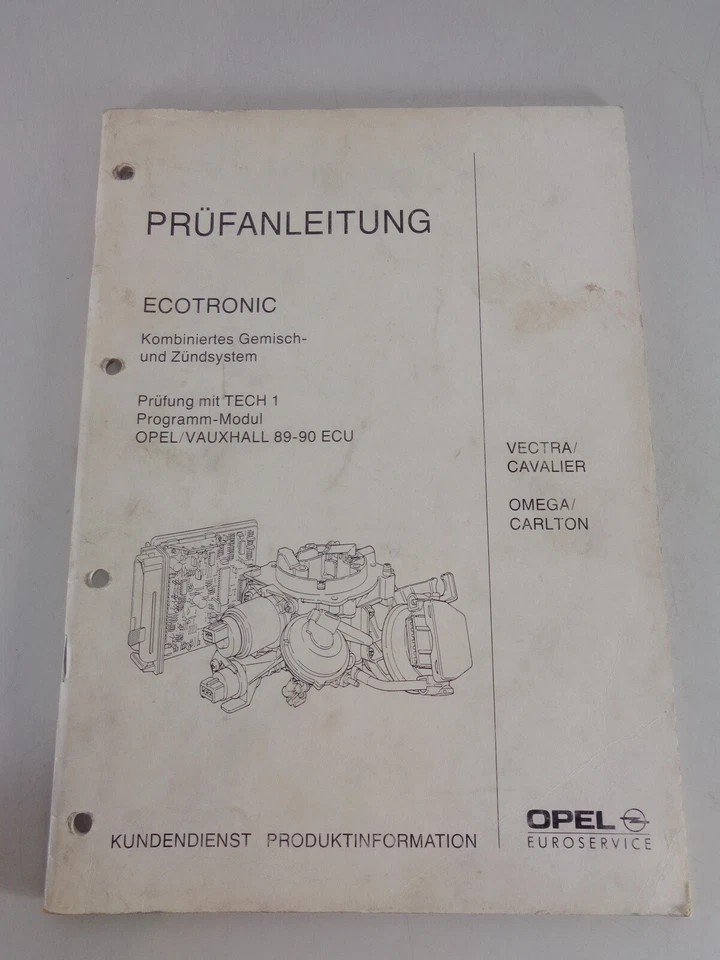 PRÜFANLEITUNG
ECOTRONIC
Kombiniertes Gemisch-
und Zündsystem
Prüfung mit TECH 1
Programm-Modul
OPEL/VAUXHALL 89-90 ECU
VECTRA/
CAVALIER
OMEGA/
CARLTON
KUNDENDIENST PRODUKTINFORMATION
OPEL
EUROSERVICE